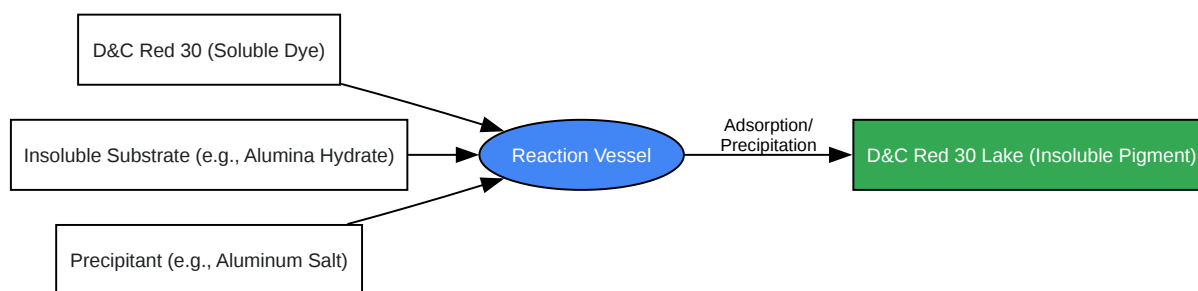 D&C Red 30 (Soluble Dye)
Insoluble Substrate (e.g., Alumina Hydrate)
Precipitant (e.g., Aluminum Salt)
Reaction Vessel
Adsorption/
Precipitation
D&C Red 30 Lake (Insoluble Pigment)